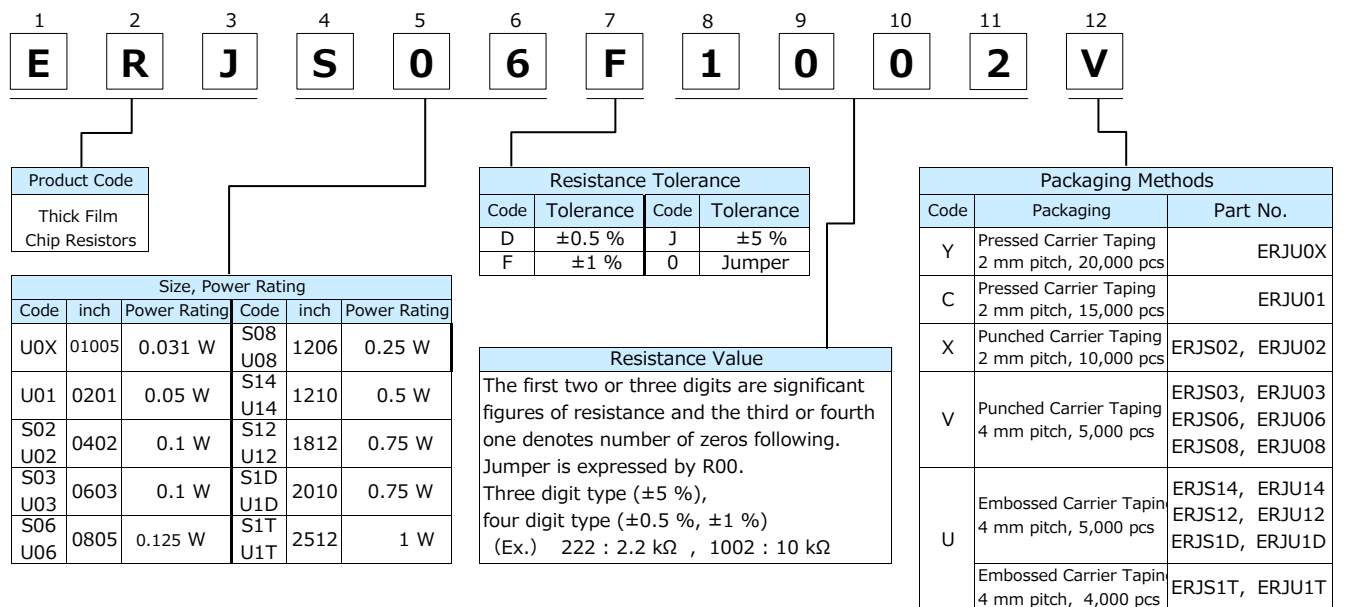 1 2 3 4 5 6 7 8 9 10 11 12
E R J S 0 6 F 1 0 0 2 V
Product Code
Thick Film
Chip Resistors
Size, Power Rating
Code inch Power Rating Code inch Power Rating
U0X 01005 0.031 W S08 U08 1206 0.25 W
U01 0201 0.05 W S14 U14 1210 0.5 W
S02 U02 0402 0.1 W S12 U12 1812 0.75 W
S03 U03 0603 0.1 W S1D U1D 2010 0.75 W
S06 U06 0805 0.125 W S1T U1T 2512 1 W
Resistance Tolerance
Code Tolerance Code Tolerance
D ±0.5 % J ±5 %
F ±1 % 0 Jumper
Resistance Value
The first two or three digits are significant
figures of resistance and the third or fourth
one denotes number of zeros following.
Jumper is expressed by R00.
Three digit type (±5 %),
four digit type (±0.5 %, ±1 %)
(Ex.) 222 : 2.2 kΩ , 1002 : 10 kΩ
Packaging Methods
Code Packaging Part No.
Y Pressed Carrier Taping
2 mm pitch, 20,000 pcs ERJU0X
C Pressed Carrier Taping
2 mm pitch, 15,000 pcs ERJU01
X Punched Carrier Taping
2 mm pitch, 10,000 pcs ERJS02, ERJU02
V Punched Carrier Taping
4 mm pitch, 5,000 pcs
ERJS03, ERJU03
ERJS06, ERJU06
ERJS08, ERJU08
U Embossed Carrier Taping
4 mm pitch, 5,000 pcs
ERJS14, ERJU14
ERJS12, ERJU12
ERJS1D, ERJU1D
Embossed Carrier Taping
4 mm pitch, 4,000 pcs ERJS1T, ERJU1T